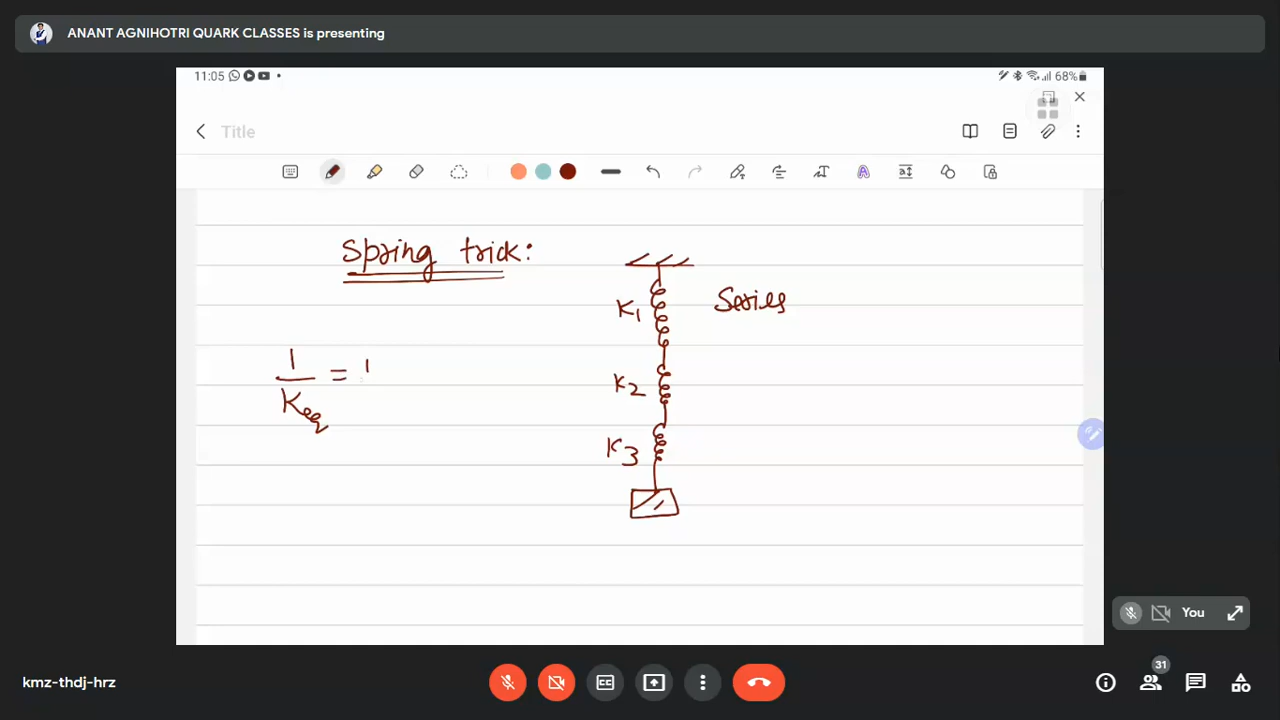 ANANT AGNIHOTRI QUARK CLASSES is presenting
11:05
68%
Title
Spring trick:
Series
K1
1/Keq = 1
K2
K3
You
kmz-thdj-hrz
CC
31